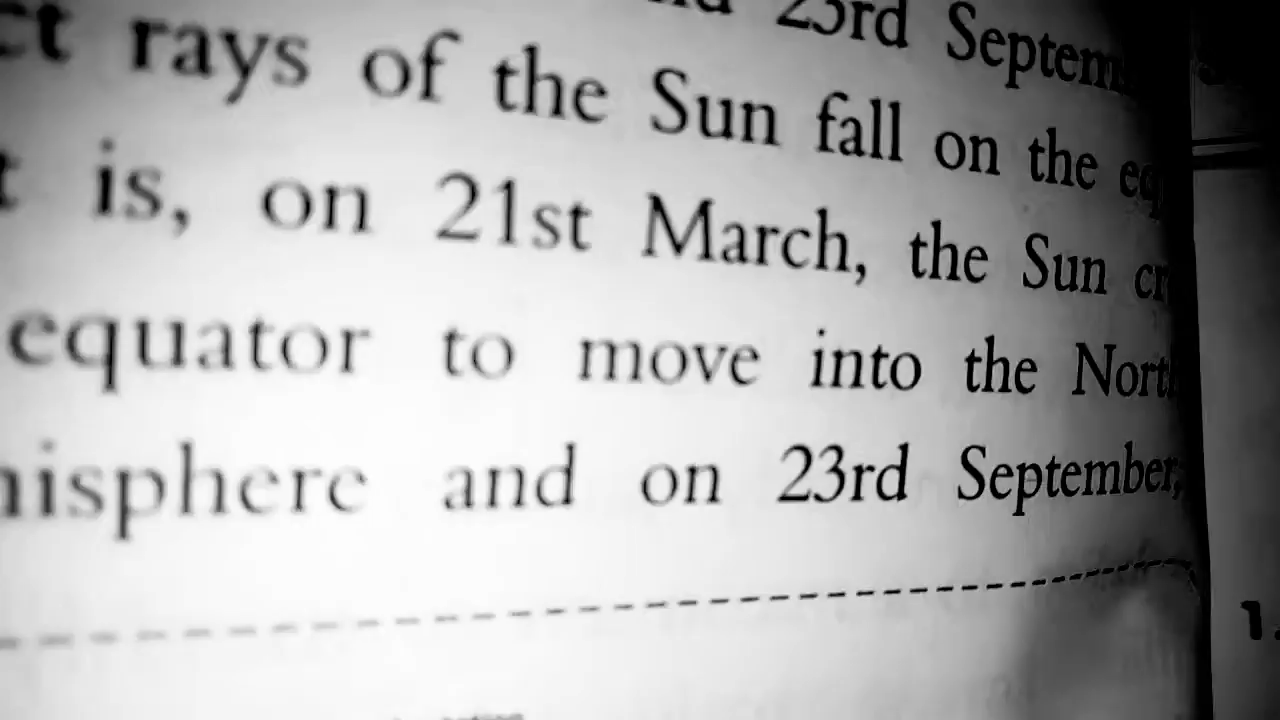 23rd
rays of the Sun fall on the
is, on 21st March, the Sun
equator to move into the
and on 23rd September,